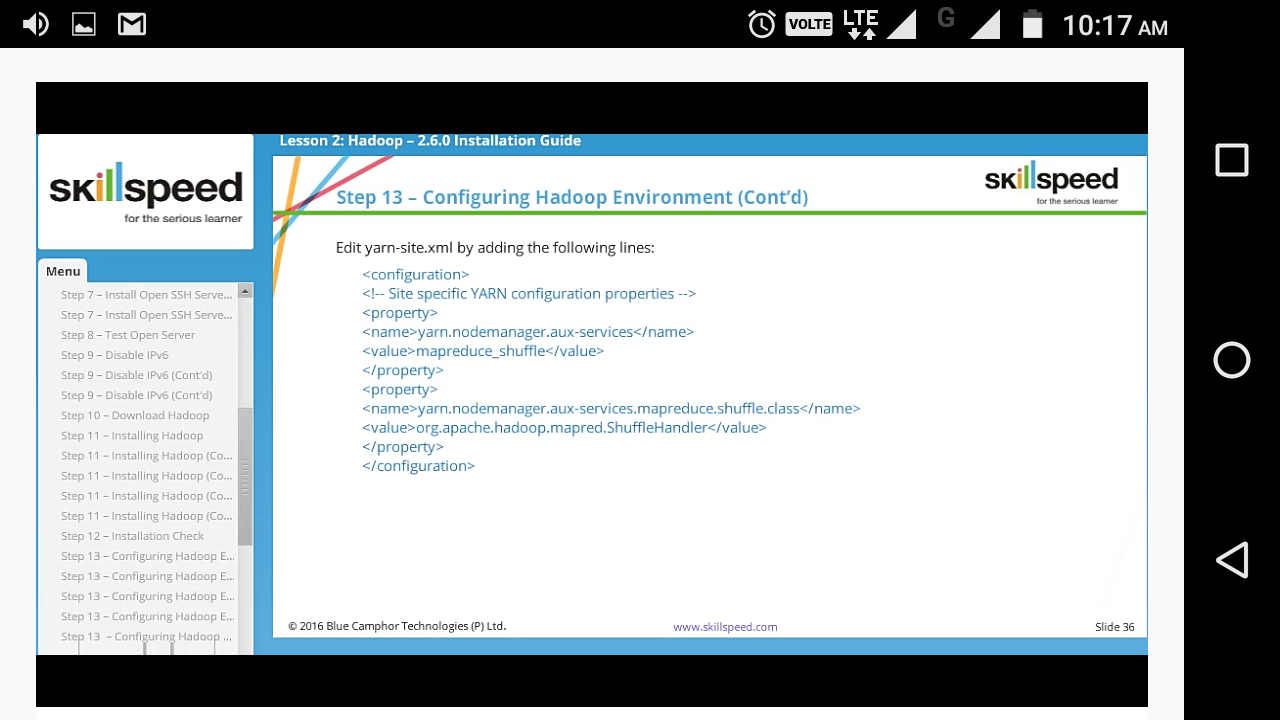 VOLTE LTE G 10:17 AM
Lesson 2: Hadoop – 2.6.0 Installation Guide
skillspeed
for the serious learner
Menu
Step 7 – Install Open SSH Serve...
Step 7 – Install Open SSH Serve...
Step 8 – Test Open Server
Step 9 – Disable IPv6
Step 9 – Disable IPv6 (Cont'd)
Step 9 – Disable IPv6 (Cont'd)
Step 10 – Download Hadoop
Step 11 – Installing Hadoop
Step 11 – Installing Hadoop (Co...
Step 11 – Installing Hadoop (Co...
Step 11 – Installing Hadoop (Co...
Step 11 – Installing Hadoop (Co...
Step 12 – Installation Check
Step 13 – Configuring Hadoop E...
Step 13 – Configuring Hadoop E...
Step 13 – Configuring Hadoop E...
Step 13 – Configuring Hadoop E...
Step 13 – Configuring Hadoop ...
Step 13 – Configuring Hadoop Environment (Cont'd)
skillspeed
for the serious learner
Edit yarn-site.xml by adding the following lines:
<configuration>
<!-- Site specific YARN configuration properties -->
<property>
<name>yarn.nodemanager.aux-services</name>
<value>mapreduce_shuffle</value>
</property>
<property>
<name>yarn.nodemanager.aux-services.mapreduce.shuffle.class</name>
<value>org.apache.hadoop.mapred.ShuffleHandler</value>
</property>
</configuration>
© 2016 Blue Camphor Technologies (P) Ltd.
www.skillspeed.com
Slide 36